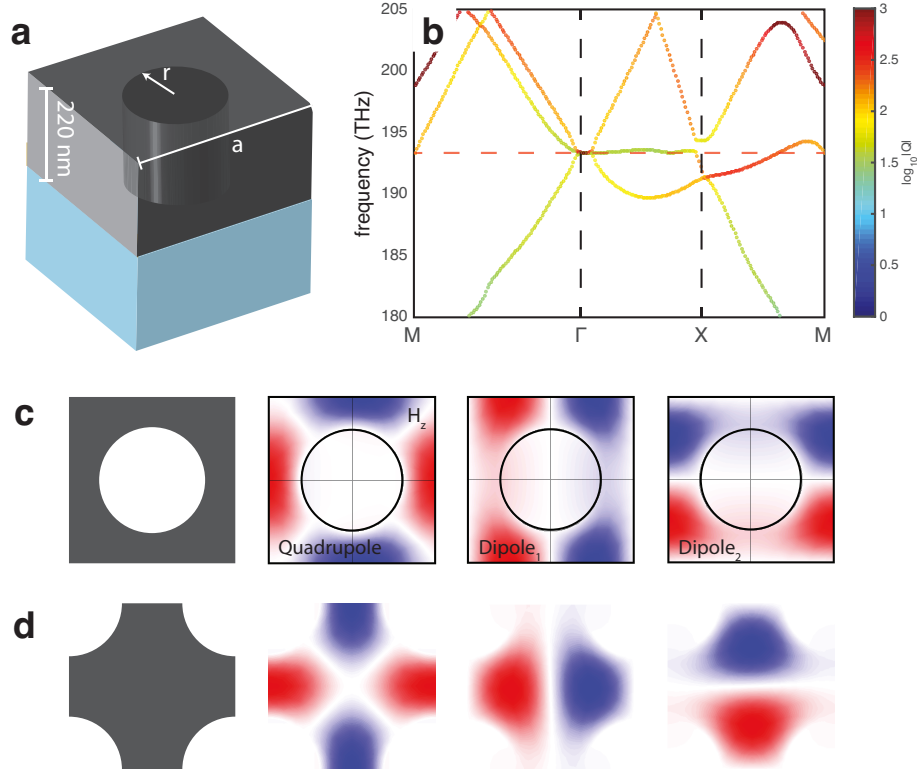 a
r
a
220 nm
b
205
200
195
190
185
180
frequency (THz)
M
Γ
X
M
3
2.5
2
1.5
1
0.5
0
log10|Q|
c
Hz
Quadrupole
Dipole1
Dipole2
d